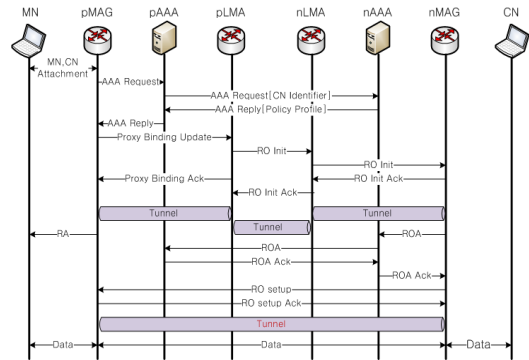 MN pMAG pAAA pLMA nLMA nAAA nMAG CN
MN,CN
Attachment
AAA Request
AAA Request[CN Identifier]
AAA Reply[Policy Profile]
AAA Reply
Proxy Binding Update
RO Init
RO Init
Proxy Binding Ack
RO Init Ack
RO Init Ack
Tunnel
Tunnel
Tunnel
RA
ROA
ROA
ROA Ack
ROA Ack
RO setup
RO setup Ack
Tunnel
Data
Data
Data